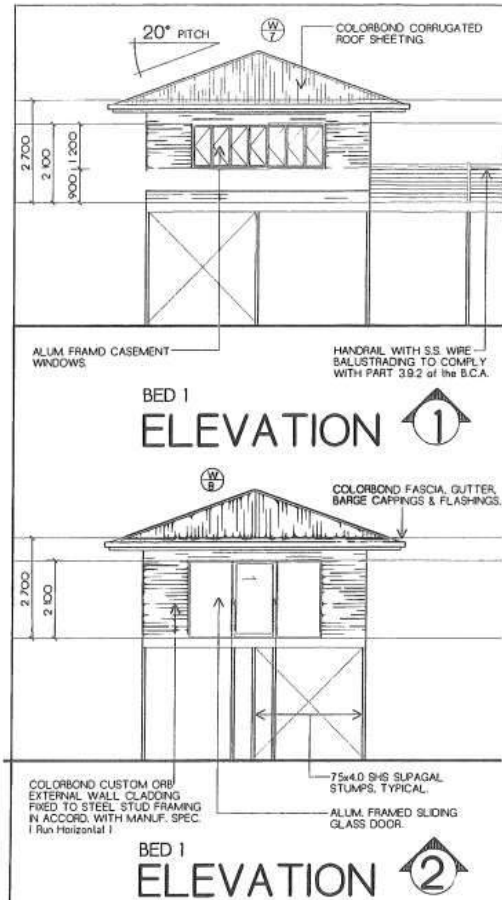 W
7
20° PITCH
COLORBOND CORRUGATED
ROOF SHEETING.
2 700
2 100
1 200
900
ALUM. FRAMD CASEMENT
WINDOWS.
HANDRAIL WITH S.S. WIRE
BALUSTRADING TO COMPLY
WITH PART 3.9.2 of the B.C.A.
BED 1
ELEVATION 1
W
8
COLORBOND FASCIA, GUTTER,
BARGE CAPPINGS & FLASHINGS.
2 700
2 100
COLORBOND CUSTOM ORB
EXTERNAL WALL CLADDING
FIXED TO STEEL STUD FRAMING
IN ACCORD. WITH MANUF. SPEC.
( Run Horizontal )
75x4.0 SHS SUPAGAL
STUMPS, TYPICAL.
ALUM. FRAMED SLIDING
GLASS DOOR.
BED 1
ELEVATION 2